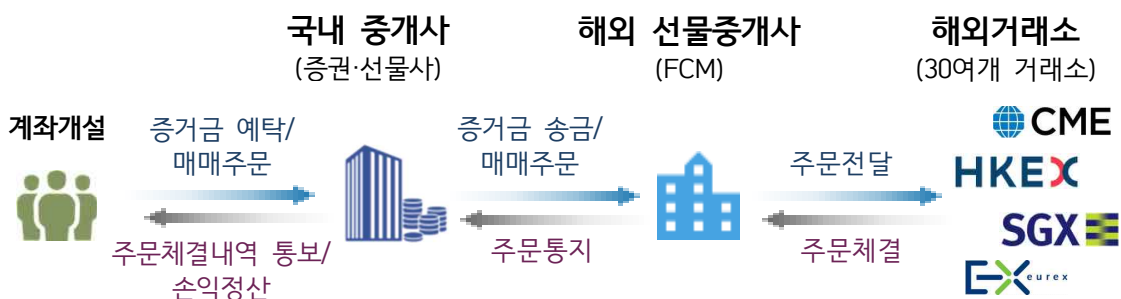 국내 중개사
(증권·선물사)
해외 선물중개사
(FCM)
해외거래소
(30여개 거래소)
계좌개설
증거금 예탁/
매매주문
주문체결내역 통보/
손익정산
증거금 송금/
매매주문
주문통지
주문전달
주문체결
CME
HKEX
SGX
EX eurex